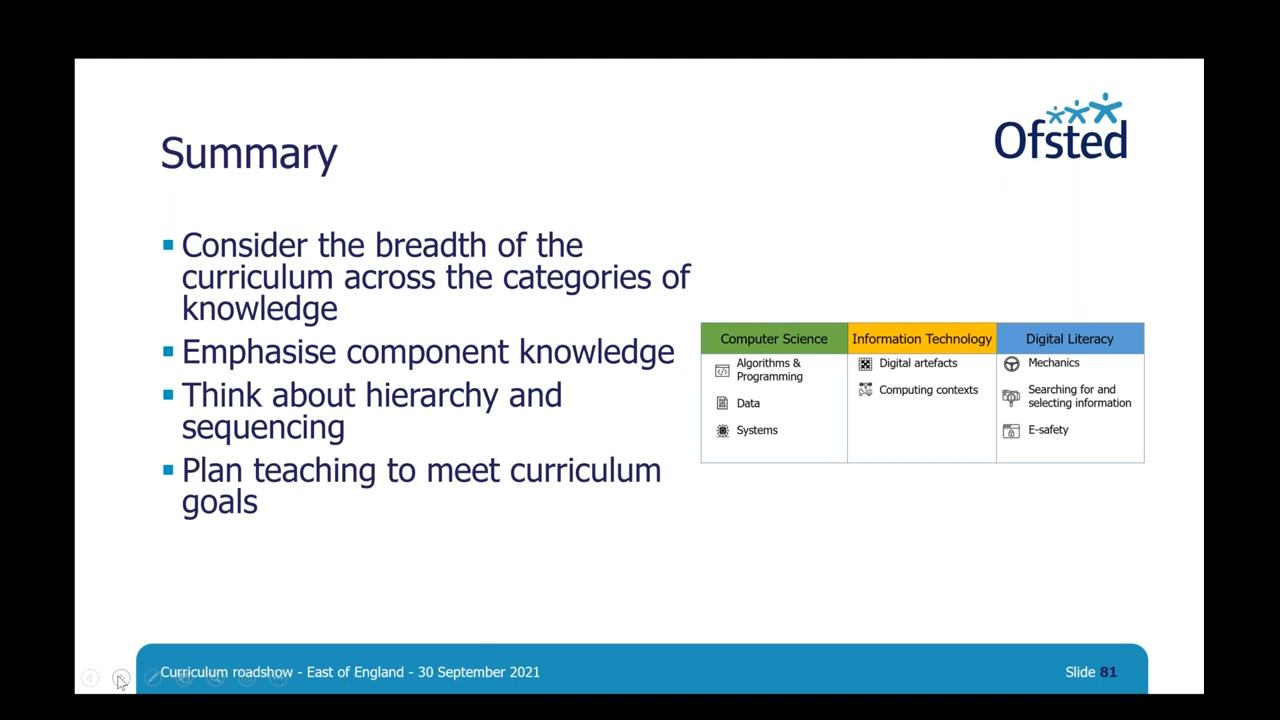 Ofsted
Summary
Consider the breadth of the
curriculum across the categories of
knowledge
Emphasise component knowledge
Think about hierarchy and
sequencing
Plan teaching to meet curriculum
goals
Computer Science
Algorithms &
Programming
Data
Systems
Information Technology
Digital artefacts
Computing contexts
Digital Literacy
Mechanics
Searching for and
selecting information
E-safety
Curriculum roadshow - East of England - 30 September 2021
Slide 81